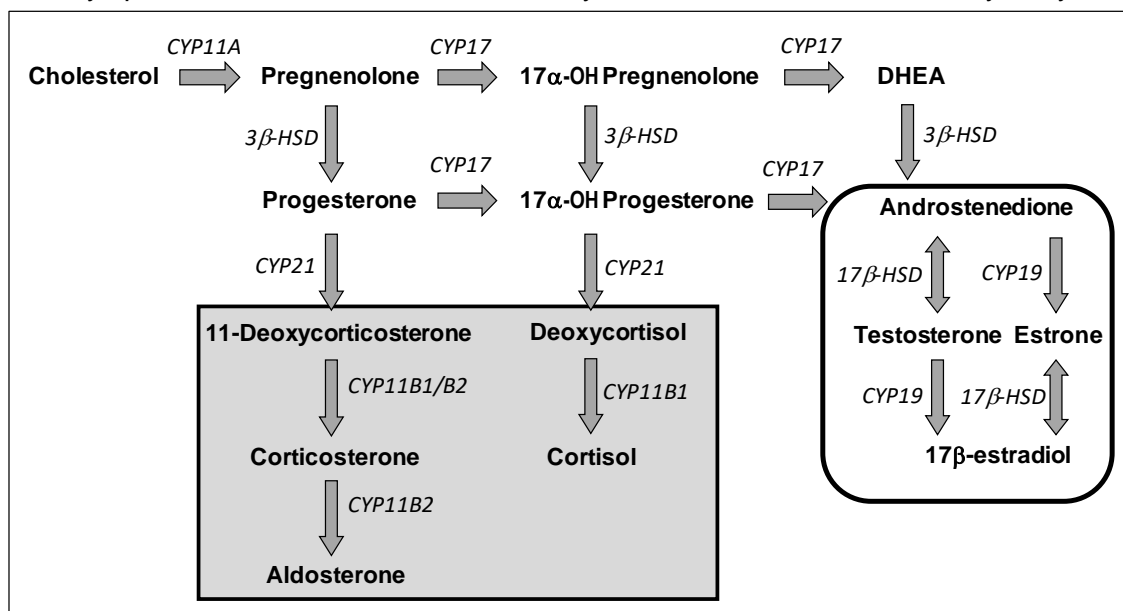 CYP11A CYP17 CYP17
Cholesterol Pregnenolone 17α-OH Pregnenolone DHEA
3β-HSD 3β-HSD 3β-HSD
CYP17 CYP17
Progesterone 17α-OH Progesterone Androstenedione
CYP21 CYP21 17β-HSD CYP19
11-Deoxycorticosterone Deoxycortisol Testosterone Estrone
CYP11B1/B2 CYP11B1 CYP19 17β-HSD
Corticosterone Cortisol 17β-estradiol
CYP11B2
Aldosterone